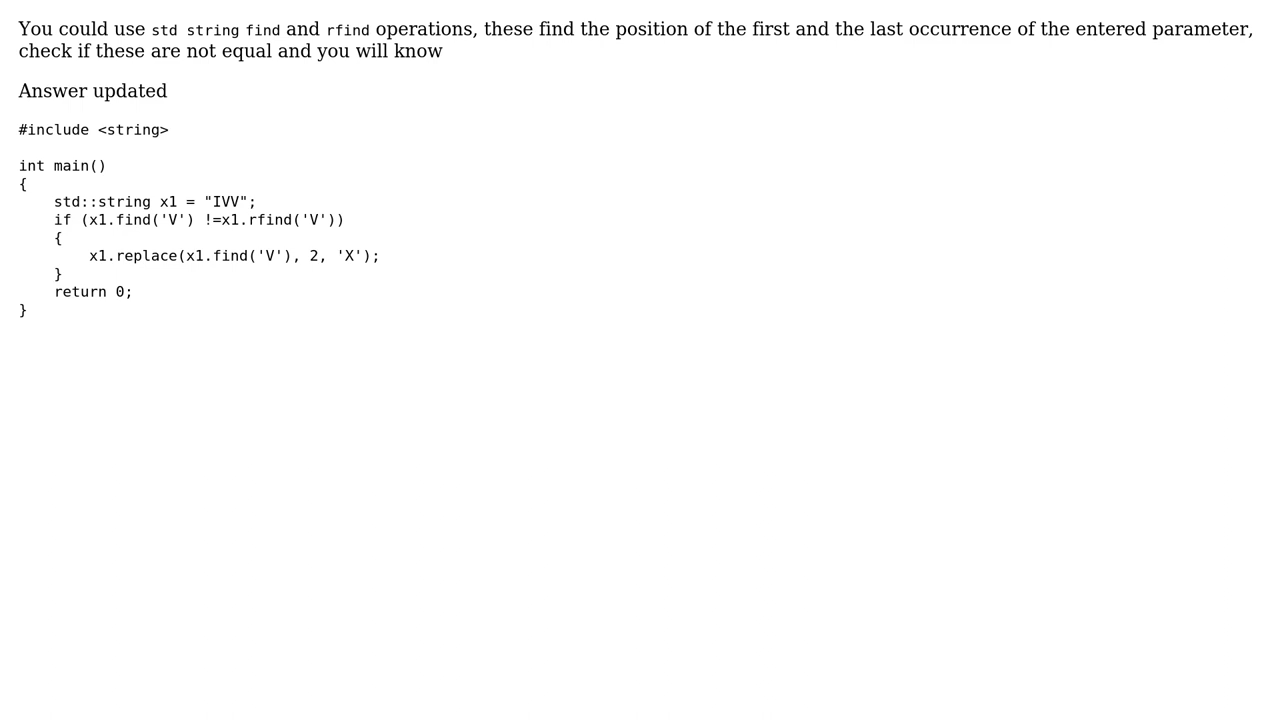 You could use std string find and rfind operations, these find the position of the first and the last occurrence of the entered parameter,
check if these are not equal and you will know
Answer updated
#include <string>
int main()
{
    std::string x1 = "IVV";
    if (x1.find('V') !=x1.rfind('V'))
    {
        x1.replace(x1.find('V'), 2, 'X');
    }
    return 0;
}